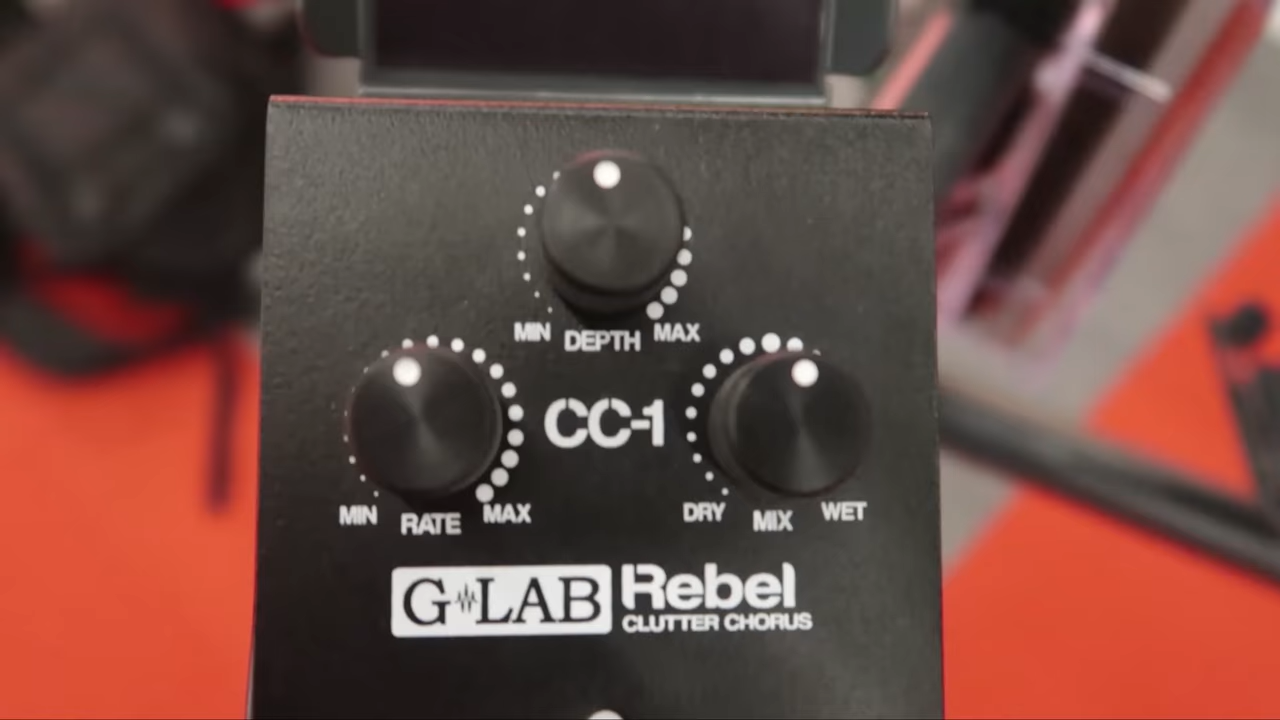 MIN DEPTH MAX
CC-1
MIN RATE MAX
DRY MIX WET
G LAB Rebel
CLUTTER CHORUS